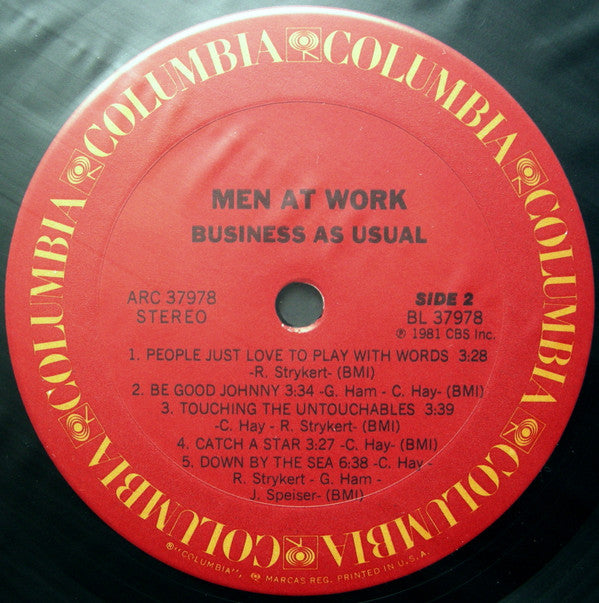 COLUMBIA COLUMBIA COLUMBIA COLUMBIA COLUMBIA COLUMBIA
MEN AT WORK
BUSINESS AS USUAL
ARC 37978
STEREO
SIDE 2
BL 37978
℗ 1981 CBS Inc.
1. PEOPLE JUST LOVE TO PLAY WITH WORDS 3:28
-R. Strykert- (BMI)
2. BE GOOD JOHNNY 3:34 -G. Ham - C. Hay- (BMI)
3. TOUCHING THE UNTOUCHABLES 3:39
-C. Hay - R. Strykert- (BMI)
4. CATCH A STAR 3:27 -C. Hay- (BMI)
5. DOWN BY THE SEA 6:38 -C. Hay -
R. Strykert - G. Ham -
J. Speiser- (BMI)
®"COLUMBIA", MARCAS REG. PRINTED IN U.S.A.